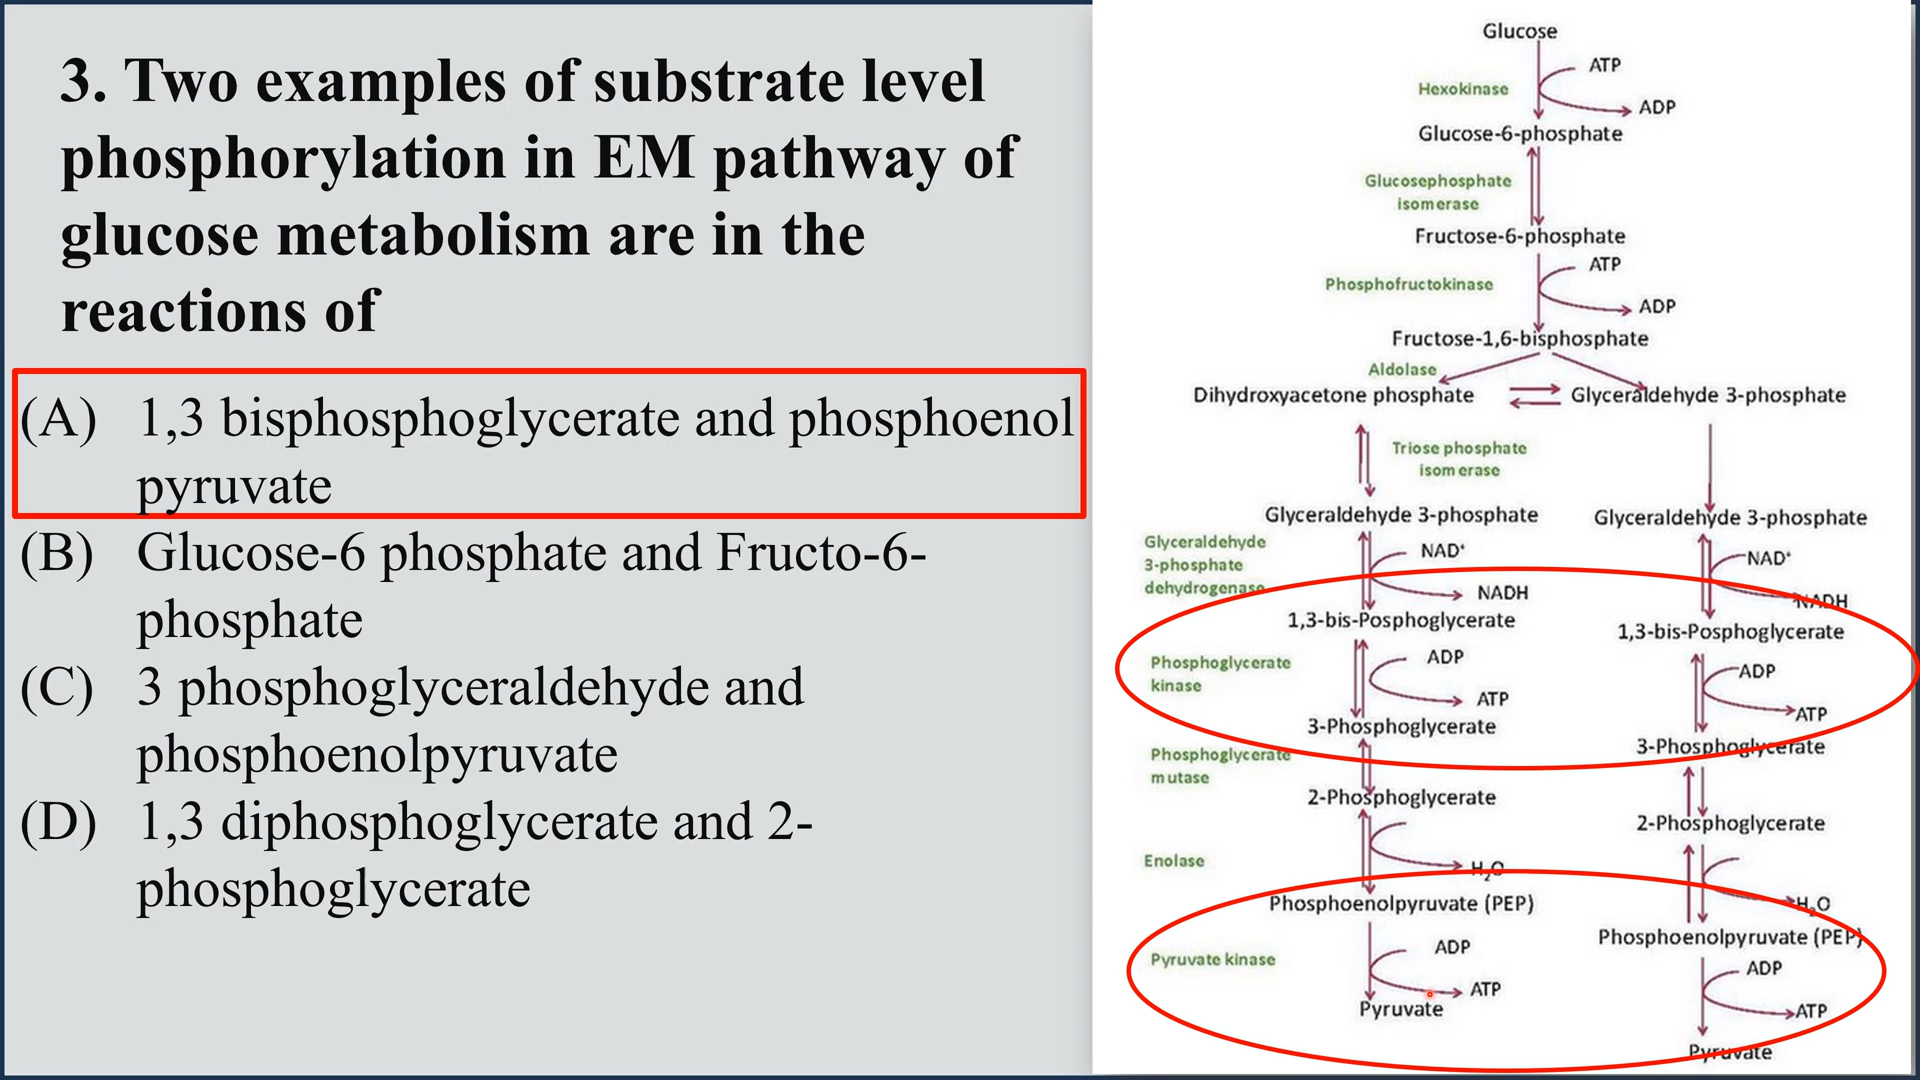 3. Two examples of substrate level
phosphorylation in EM pathway of
glucose metabolism are in the
reactions of
(A) 1,3 bisphosphoglycerate and phosphoenol
pyruvate
(B) Glucose-6 phosphate and Fructo-6-
phosphate
(C) 3 phosphoglyceraldehyde and
phosphoenolpyruvate
(D) 1,3 diphosphoglycerate and 2-
phosphoglycerate
Glucose
ATP
Hexokinase
ADP
Glucose-6-phosphate
Glucosephosphate
isomerase
Fructose-6-phosphate
ATP
Phosphofructokinase
ADP
Fructose-1,6-bisphosphate
Aldolase
Dihydroxyacetone phosphate
Glyceraldehyde 3-phosphate
Triose phosphate
isomerase
Glyceraldehyde 3-phosphate
Glyceraldehyde 3-phosphate
Glyceraldehyde
3-phosphate
dehydrogenase
NAD⁺
NADH
NAD⁺
NADH
1,3-bis-Posphoglycerate
1,3-bis-Posphoglycerate
Phosphoglycerate
kinase
ADP
ATP
ADP
ATP
3-Phosphoglycerate
3-Phosphoglycerate
Phosphoglycerate
mutase
2-Phosphoglycerate
2-Phosphoglycerate
Enolase
H₂O
H₂O
Phosphoenolpyruvate (PEP)
Phosphoenolpyruvate (PEP)
Pyruvate kinase
ADP
ATP
ADP
ATP
Pyruvate
Pyruvate